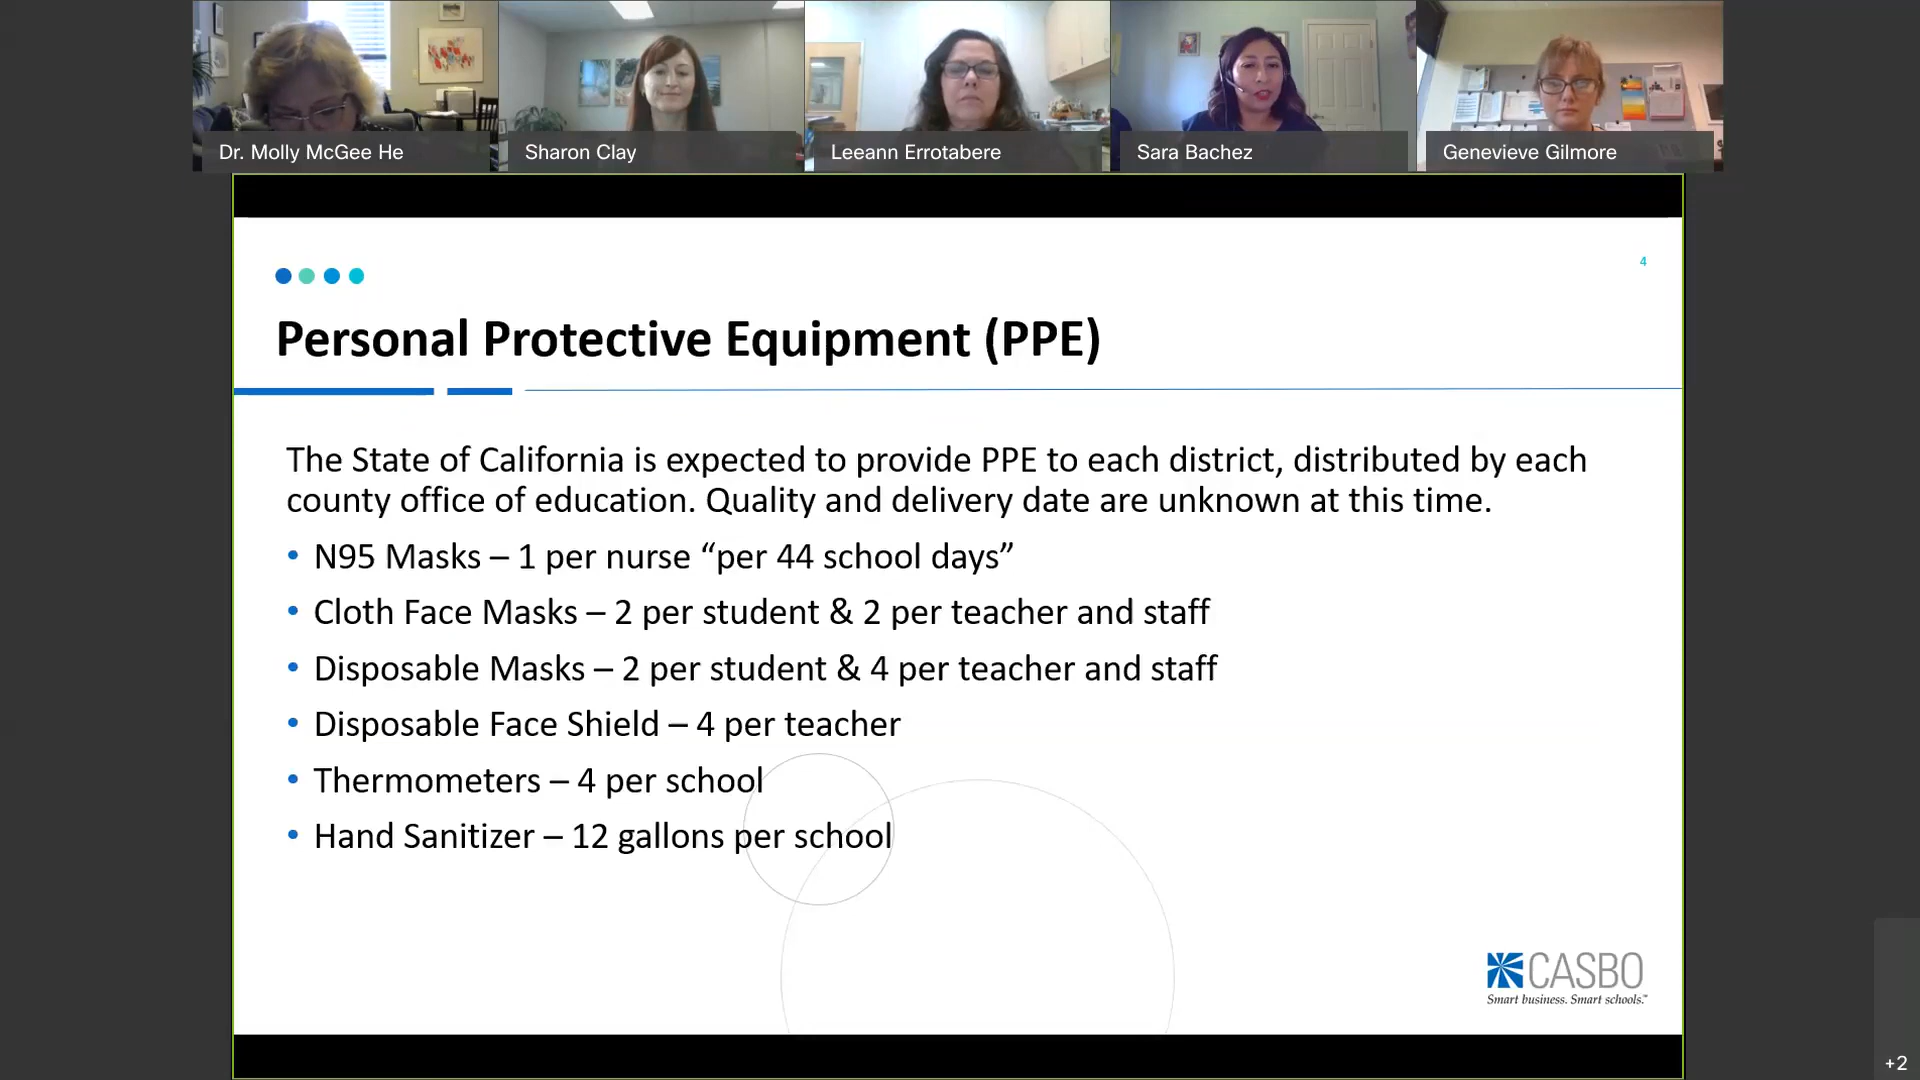 Dr. Molly McGee He
Sharon Clay
Leeann Errotabere
Sara Bachez
Genevieve Gilmore
4
Personal Protective Equipment (PPE)
The State of California is expected to provide PPE to each district, distributed by each
county office of education. Quality and delivery date are unknown at this time.
• N95 Masks – 1 per nurse “per 44 school days”
• Cloth Face Masks – 2 per student & 2 per teacher and staff
• Disposable Masks – 2 per student & 4 per teacher and staff
• Disposable Face Shield – 4 per teacher
• Thermometers – 4 per school
• Hand Sanitizer – 12 gallons per school
CASBO
Smart business. Smart schools.™
+2